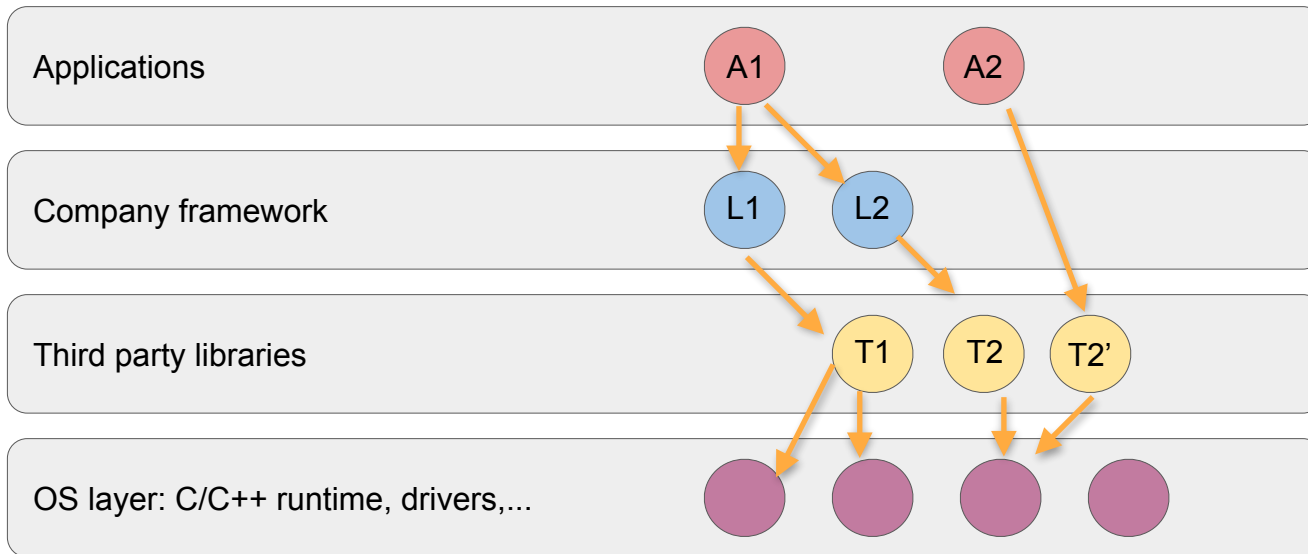 Applications
A1
A2
Company framework
L1
L2
Third party libraries
T1
T2
T2’
OS layer: C/C++ runtime, drivers,...